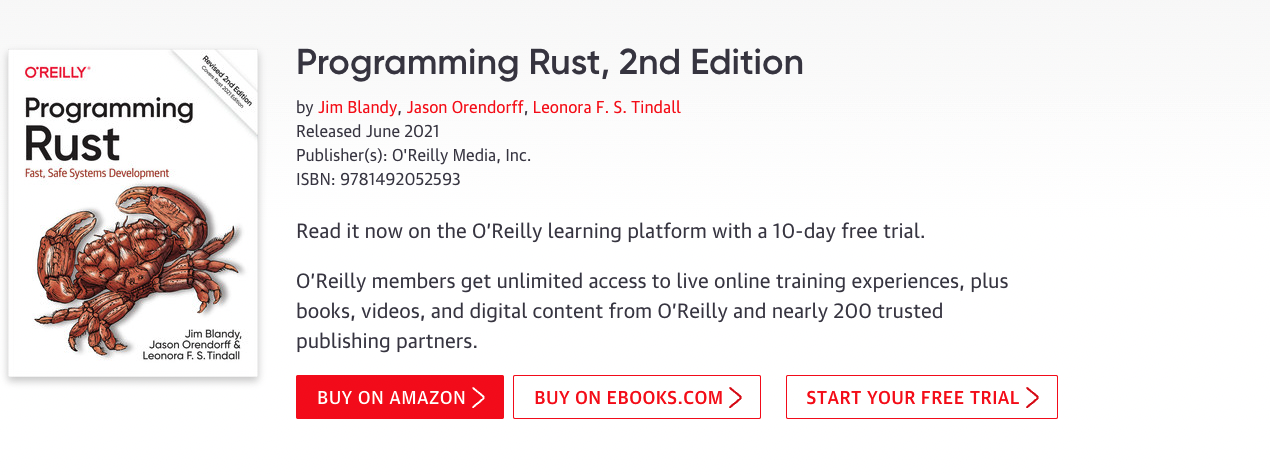 O'REILLY®
Revised 2nd Edition
Covers Rust 2021 Edition
Programming
Rust
Fast, Safe Systems Development
Jim Blandy,
Jason Orendorff &
Leonora F. S. Tindall
Programming Rust, 2nd Edition
by Jim Blandy, Jason Orendorff, Leonora F. S. Tindall
Released June 2021
Publisher(s): O'Reilly Media, Inc.
ISBN: 9781492052593
Read it now on the O’Reilly learning platform with a 10-day free trial.
O’Reilly members get unlimited access to live online training experiences, plus
books, videos, and digital content from O’Reilly and nearly 200 trusted
publishing partners.
BUY ON AMAZON
BUY ON EBOOKS.COM
START YOUR FREE TRIAL